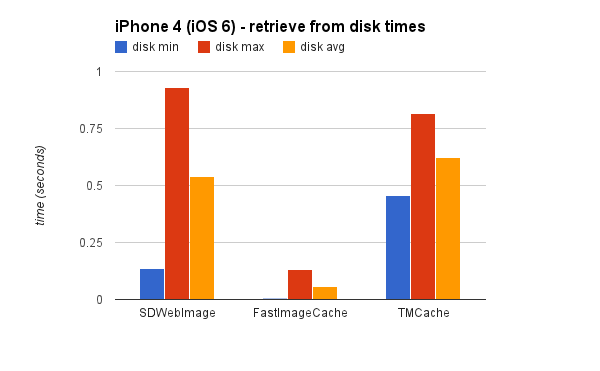 iPhone 4 (iOS 6) - retrieve from disk times
disk min disk max disk avg
1
0.75
0.5
0.25
0
time (seconds)
SDWebImage FastImageCache TMCache